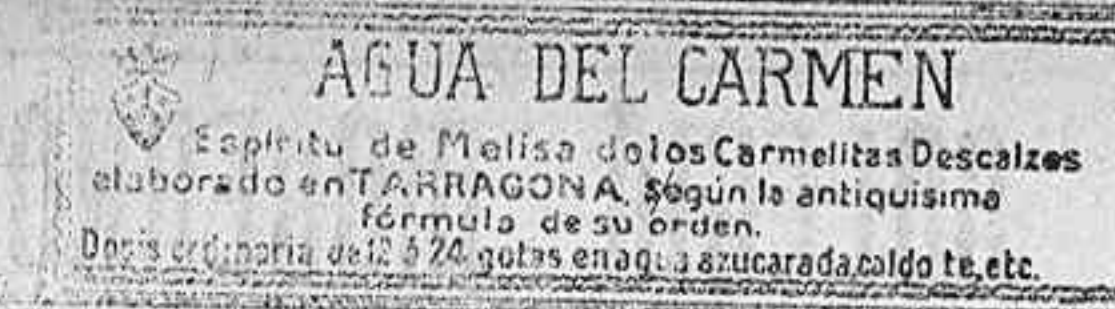 AGUA DEL CARMEN
Espíritu de Melisa de los Carmelitas Descalzos
elaborado en TARRAGONA, según la antiquísima
fórmula de su orden.
Dosis ordinaria de 12 á 24 gotas en agua azucarada, caldo te, etc.